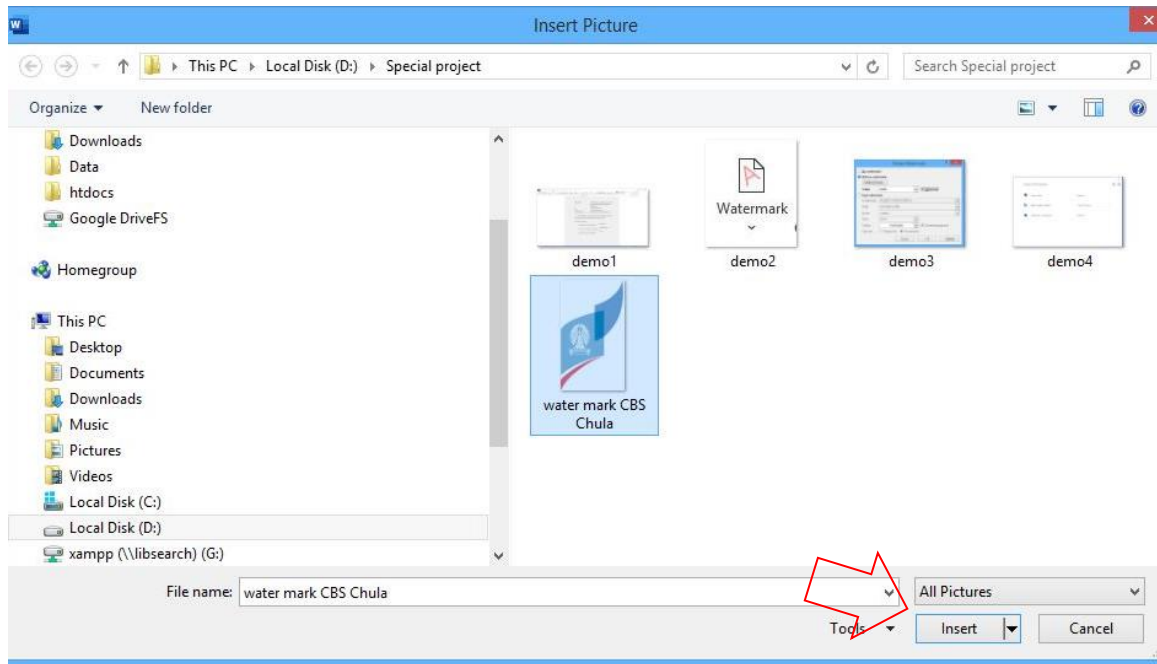 Insert Picture
This PC
Local Disk (D:)
Special project
Search Special project
Organize
New folder
Downloads
Data
htdocs
Google DriveFS
Homegroup
This PC
Desktop
Documents
Downloads
Music
Pictures
Videos
Local Disk (C:)
Local Disk (D:)
xampp (\\libsearch) (G:)
Watermark
demo1
demo2
demo3
demo4
water mark CBS
Chula
File name:
water mark CBS Chula
All Pictures
Tools
Insert
Cancel